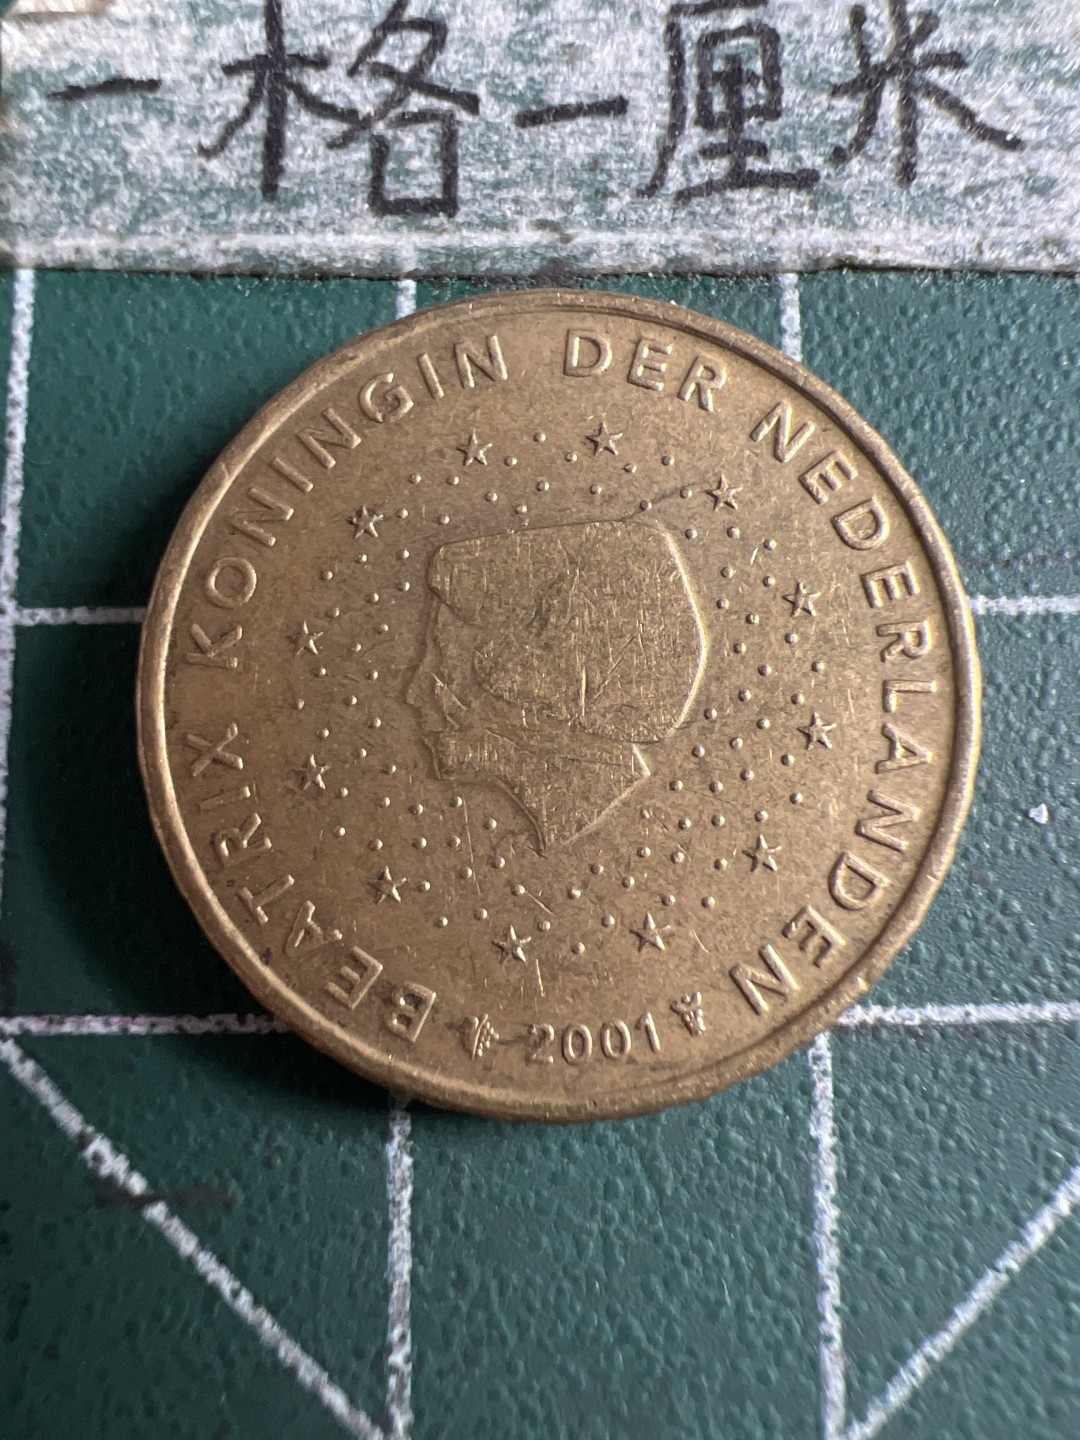 一格一厘米
BEATRIX KONINGIN DER NEDERLANDEN
2001